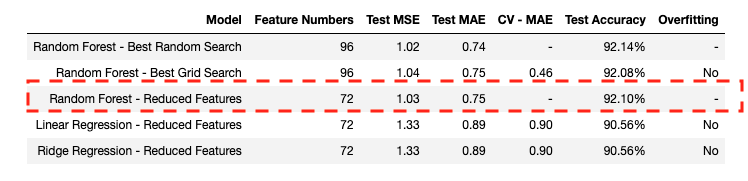 Model Feature Numbers Test MSE Test MAE CV - MAE Test Accuracy Overfitting
Random Forest - Best Random Search 96 1.02 0.74 - 92.14% -
Random Forest - Best Grid Search 96 1.04 0.75 0.46 92.08% No
Random Forest - Reduced Features 72 1.03 0.75 - 92.10% -
Linear Regression - Reduced Features 72 1.33 0.89 0.90 90.56% No
Ridge Regression - Reduced Features 72 1.33 0.89 0.90 90.56% No